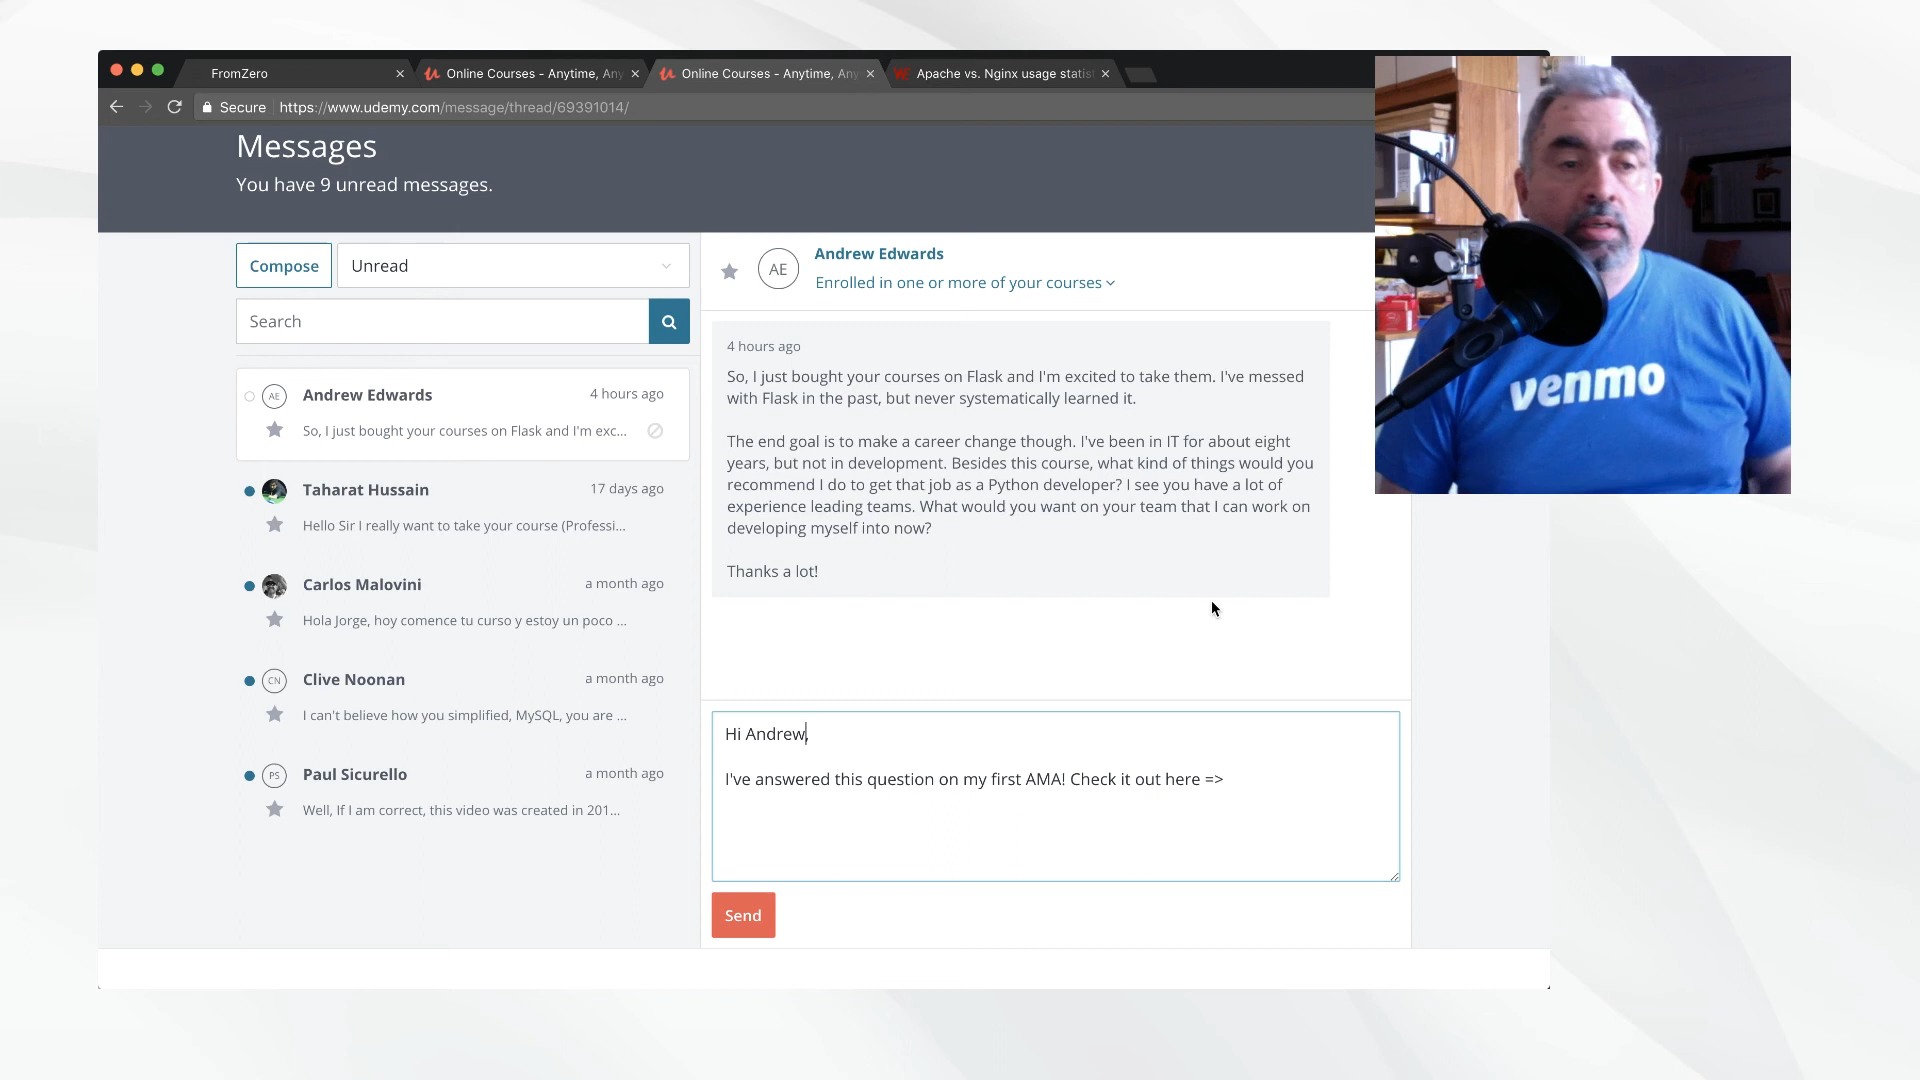 FromZero
Online Courses - Anytime, Any
Online Courses - Anytime, Any
Apache vs. Nginx usage statis
Secure https://www.udemy.com/message/thread/69391014/
Messages
You have 9 unread messages.
Compose
Unread
Search
AE
Andrew Edwards
4 hours ago
So, I just bought your courses on Flask and I'm exc...
Taharat Hussain
17 days ago
Hello Sir I really want to take your course (Professi...
Carlos Malovini
a month ago
Hola Jorge, hoy comence tu curso y estoy un poco ...
CN
Clive Noonan
a month ago
I can't believe how you simplified, MySQL, you are ...
PS
Paul Sicurello
a month ago
Well, If I am correct, this video was created in 201...
AE
Andrew Edwards
Enrolled in one or more of your courses
4 hours ago
So, I just bought your courses on Flask and I'm excited to take them. I've messed
with Flask in the past, but never systematically learned it.
The end goal is to make a career change though. I've been in IT for about eight
years, but not in development. Besides this course, what kind of things would you
recommend I do to get that job as a Python developer? I see you have a lot of
experience leading teams. What would you want on your team that I can work on
developing myself into now?
Thanks a lot!
Hi Andrew,
I've answered this question on my first AMA! Check it out here =>
Send
venmo